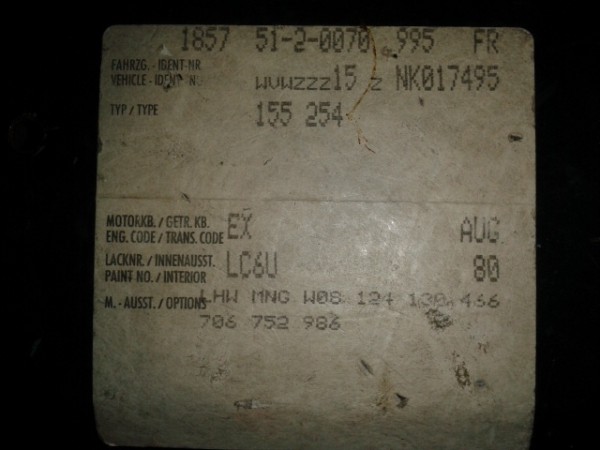 1857 51-2-0070 995 FR
FAHRZG.-IDENT-NR.
VEHICLE-IDENT-N. WVWZZZ15 Z NK017495
TYP/TYPE 155 254
MOTORKB./GETR.KB.
ENG. CODE/TRANS. CODE EX AUG
LACKNR./INNENAUSST.
PAINT NO./INTERIOR LC6U 80
M.-AUSST./OPTIONS LHW MNG W08 124 138 466
706 752 986